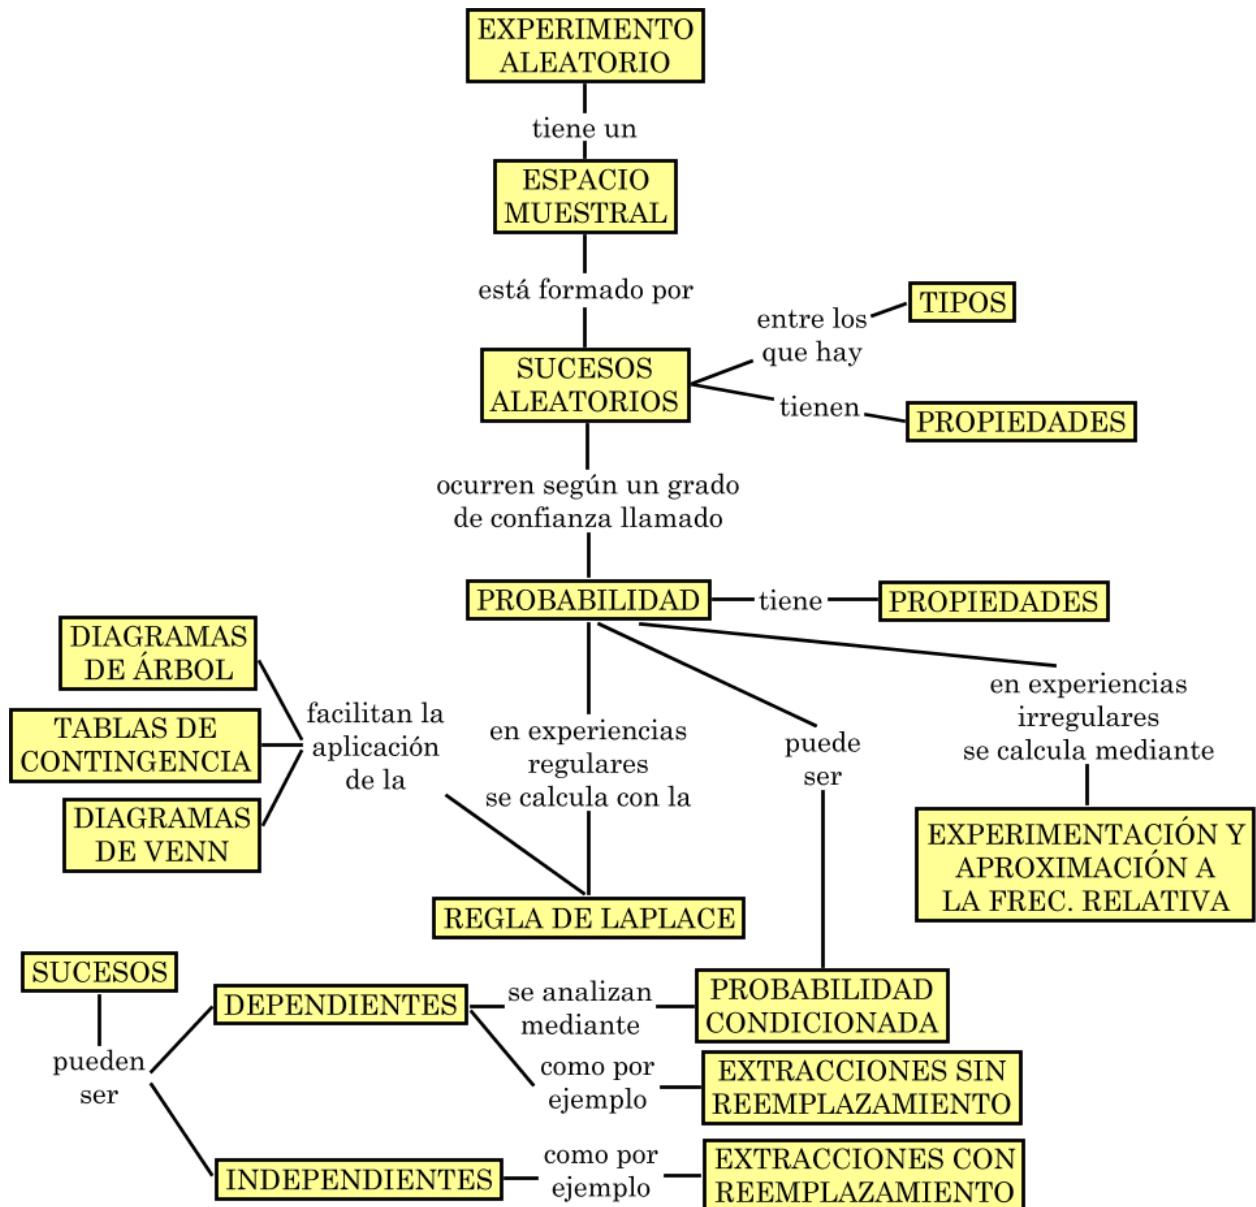 EXPERIMENTO
ALEATORIO
tiene un
ESPACIO
MUESTRAL
está formado por
SUCESOS
ALEATORIOS
entre los
que hay
TIPOS
tienen
PROPIEDADES
ocurren según un grado
de confianza llamado
PROBABILIDAD
tiene
PROPIEDADES
DIAGRAMAS
DE ÁRBOL
TABLAS DE
CONTINGENCIA
DIAGRAMAS
DE VENN
facilitan la
aplicación
de la
en experiencias
regulares
se calcula con la
REGLA DE LAPLACE
puede
ser
en experiencias
irregulares
se calcula mediante
EXPERIMENTACIÓN Y
APROXIMACIÓN A
LA FREC. RELATIVA
SUCESOS
pueden
ser
DEPENDIENTES
se analizan
mediante
PROBABILIDAD
CONDICIONADA
como por
ejemplo
EXTRACCIONES SIN
REEMPLAZAMIENTO
INDEPENDIENTES
como por
ejemplo
EXTRACCIONES CON
REEMPLAZAMIENTO